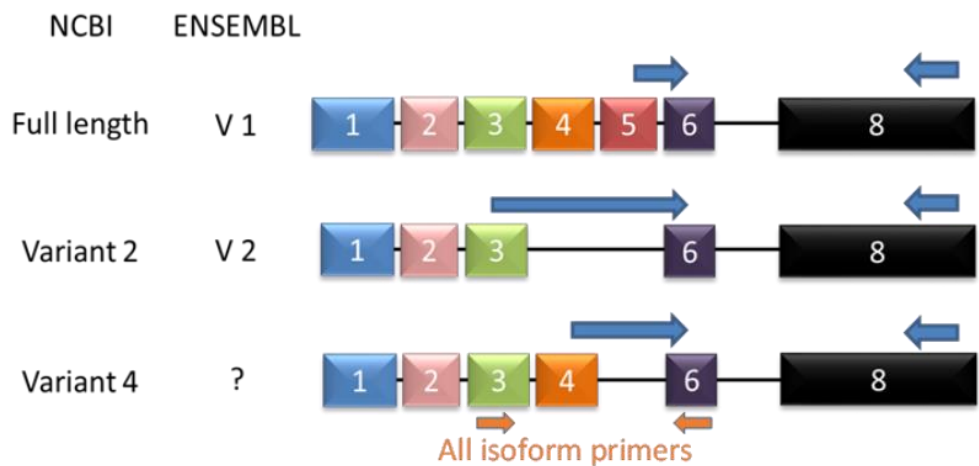 NCBI ENSEMBL
Full length V 1 1 2 3 4 5 6 8
Variant 2 V 2 1 2 3 6 8
Variant 4 ? 1 2 3 4 6 8
All isoform primers